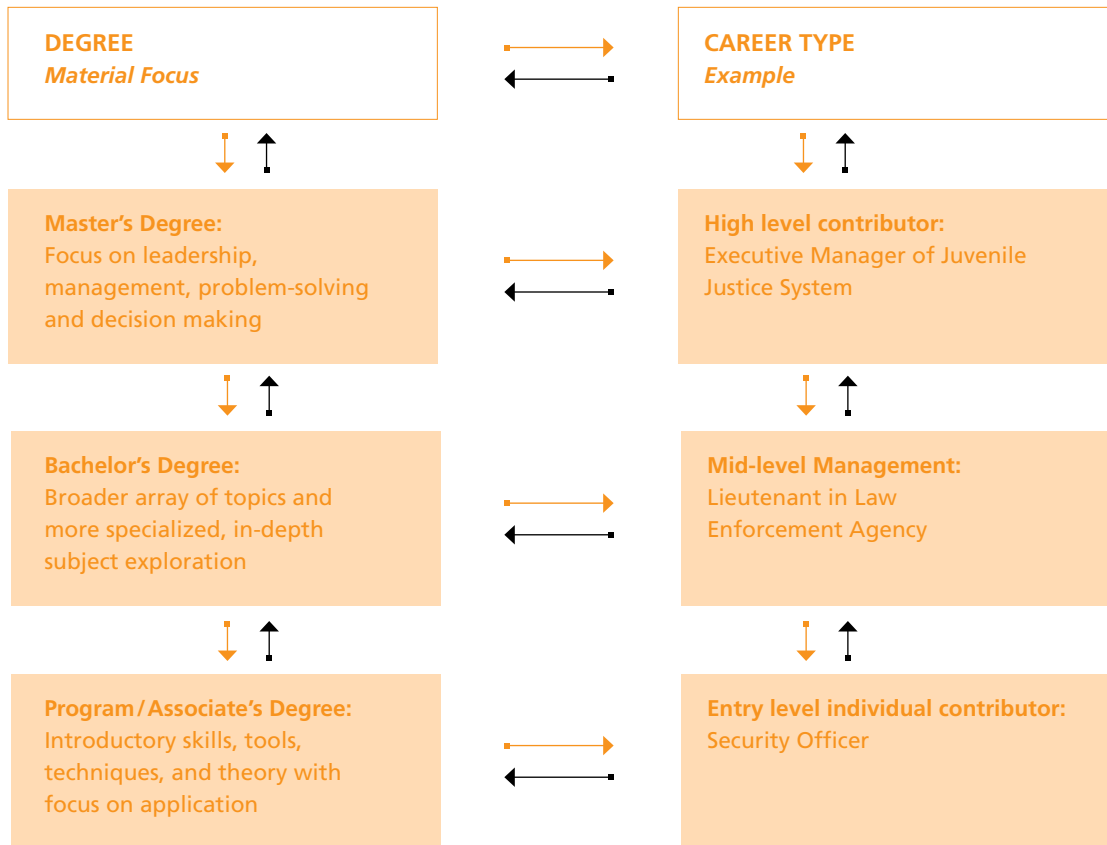 DEGREE
Material Focus
CAREER TYPE
Example
Master’s Degree:
Focus on leadership,
management, problem-solving
and decision making
High level contributor:
Executive Manager of Juvenile
Justice System
Bachelor’s Degree:
Broader array of topics and
more specialized, in-depth
subject exploration
Mid-level Management:
Lieutenant in Law
Enforcement Agency
Program/Associate’s Degree:
Introductory skills, tools,
techniques, and theory with
focus on application
Entry level individual contributor:
Security Officer